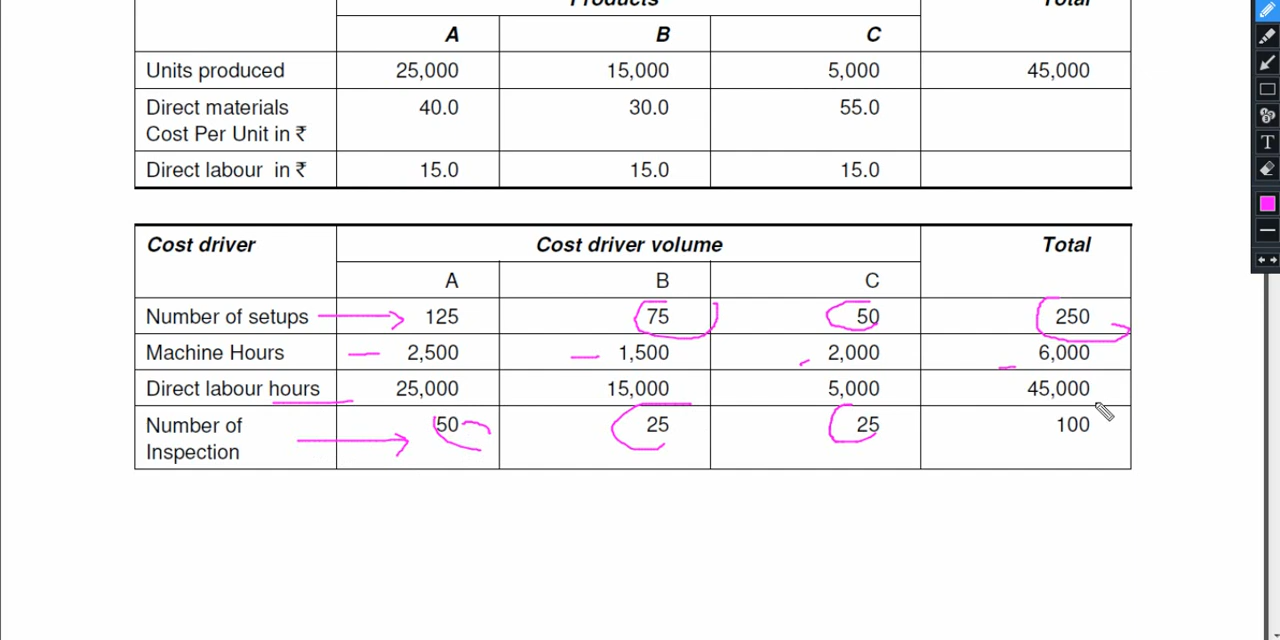 Products Total
A B C
Units produced 25,000 15,000 5,000 45,000
Direct materials 40.0 30.0 55.0
Cost Per Unit in ₹
Direct labour in ₹ 15.0 15.0 15.0
Cost driver Cost driver volume Total
A B C
Number of setups 125 75 50 250
Machine Hours 2,500 1,500 2,000 6,000
Direct labour hours 25,000 15,000 5,000 45,000
Number of 50 25 25 100
Inspection
T